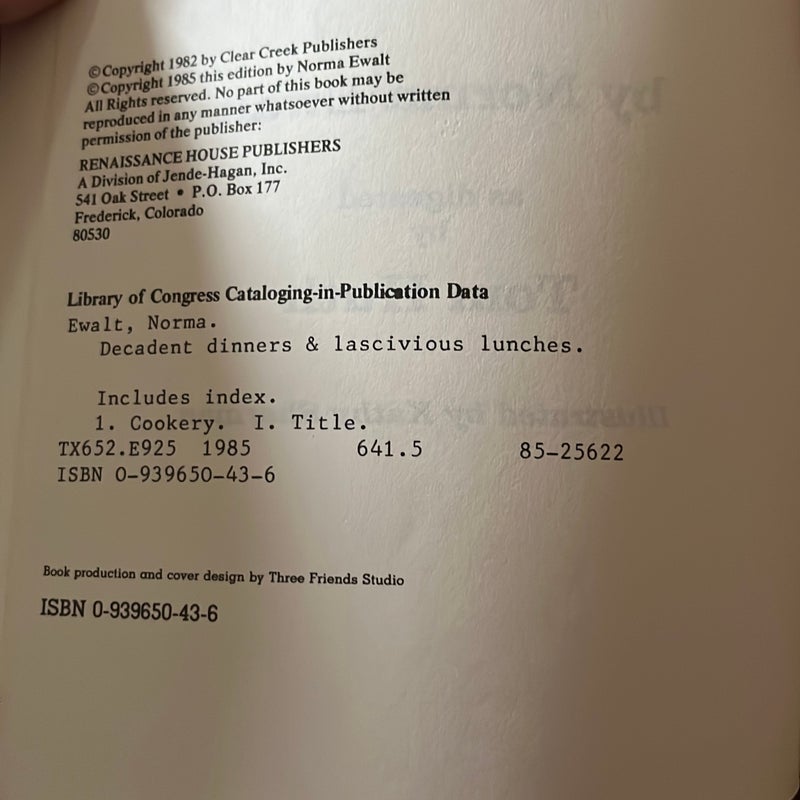 ©Copyright 1982 by Clear Creek Publishers
©Copyright 1985 this edition by Norma Ewalt
All Rights reserved. No part of this book may be
reproduced in any manner whatsoever without written
permission of the publisher:
RENAISSANCE HOUSE PUBLISHERS
A Division of Jende-Hagan, Inc.
541 Oak Street • P.O. Box 177
Frederick, Colorado
80530
Library of Congress Cataloging-in-Publication Data
Ewalt, Norma.
Decadent dinners & lascivious lunches.
Includes index.
1. Cookery. I. Title.
TX652.E925 1985 641.5 85-25622
ISBN 0-939650-43-6
Book production and cover design by Three Friends Studio
ISBN 0-939650-43-6